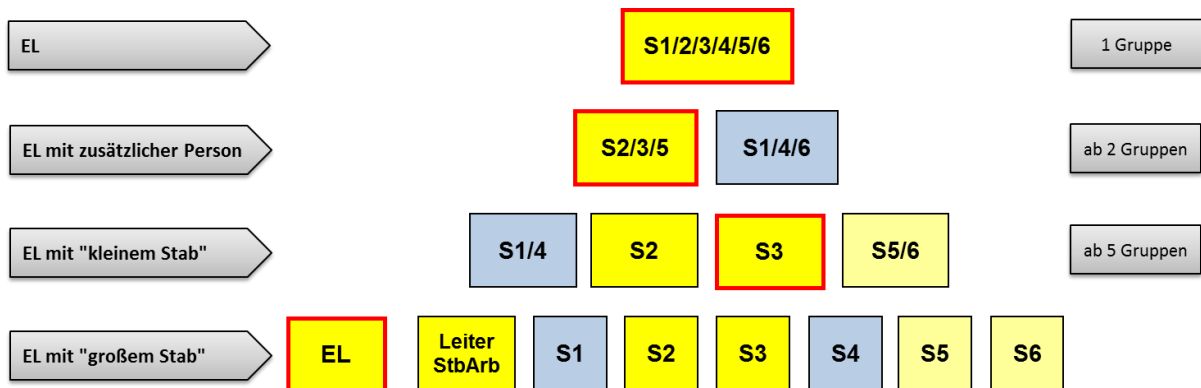 EL
S1/2/3/4/5/6
1 Gruppe
EL mit zusätzlicher Person
S2/3/5
S1/4/6
ab 2 Gruppen
EL mit "kleinem Stab"
S1/4
S2
S3
S5/6
ab 5 Gruppen
EL mit "großem Stab"
EL
Leiter
StbArb
S1
S2
S3
S4
S5
S6